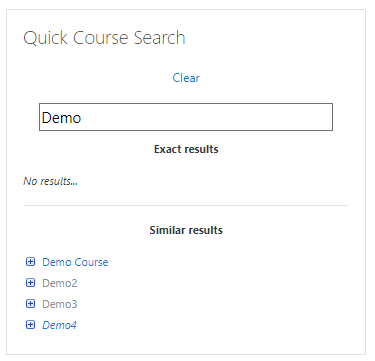 Quick Course Search
Clear
Demo
Exact results
No results...
Similar results
Demo Course
Demo2
Demo3
Demo4